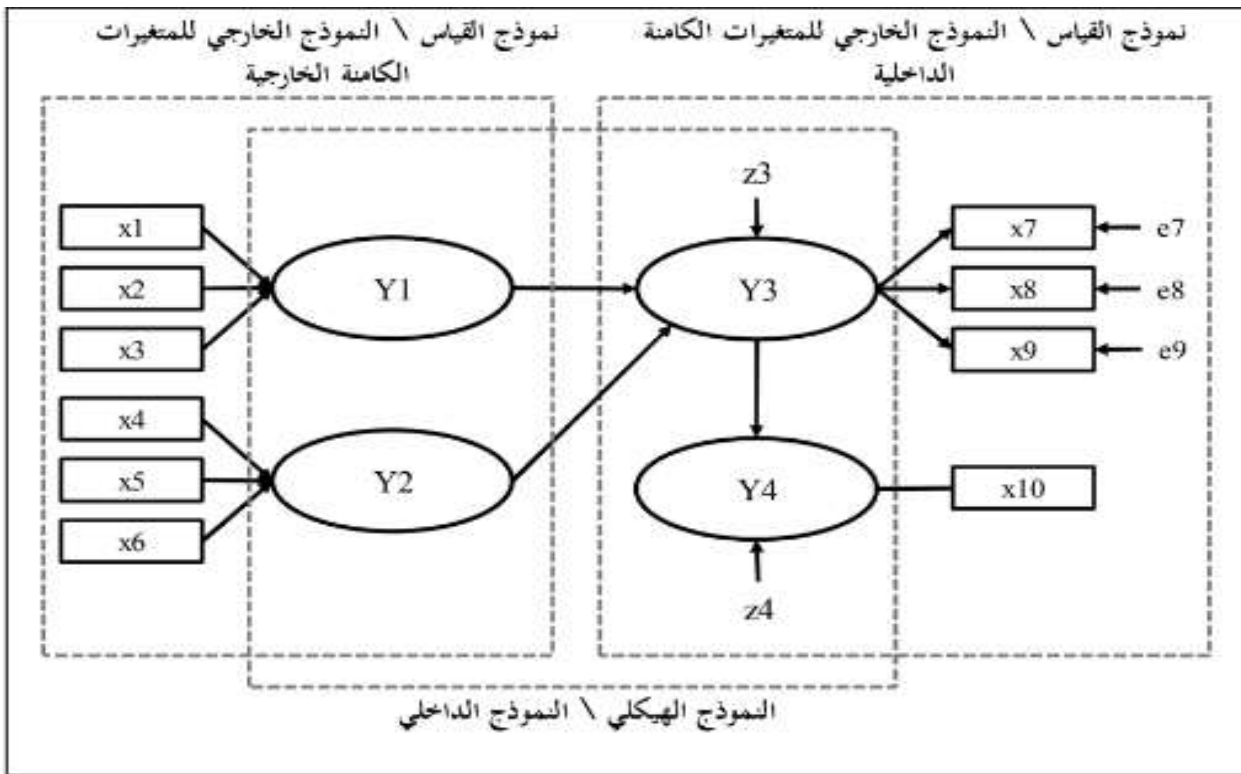 نموذج القياس \ النموذج الخارجي للمتغيرات
الكامنة الخارجية
نموذج القياس \ النموذج الخارجي للمتغيرات الكامنة
الداخلية
z3
x1
x2
x3
x4
x5
x6
Y1
Y2
Y3
Y4
x7
x8
x9
x10
e7
e8
e9
z4
النموذج الهيكلي \ النموذج الداخلي